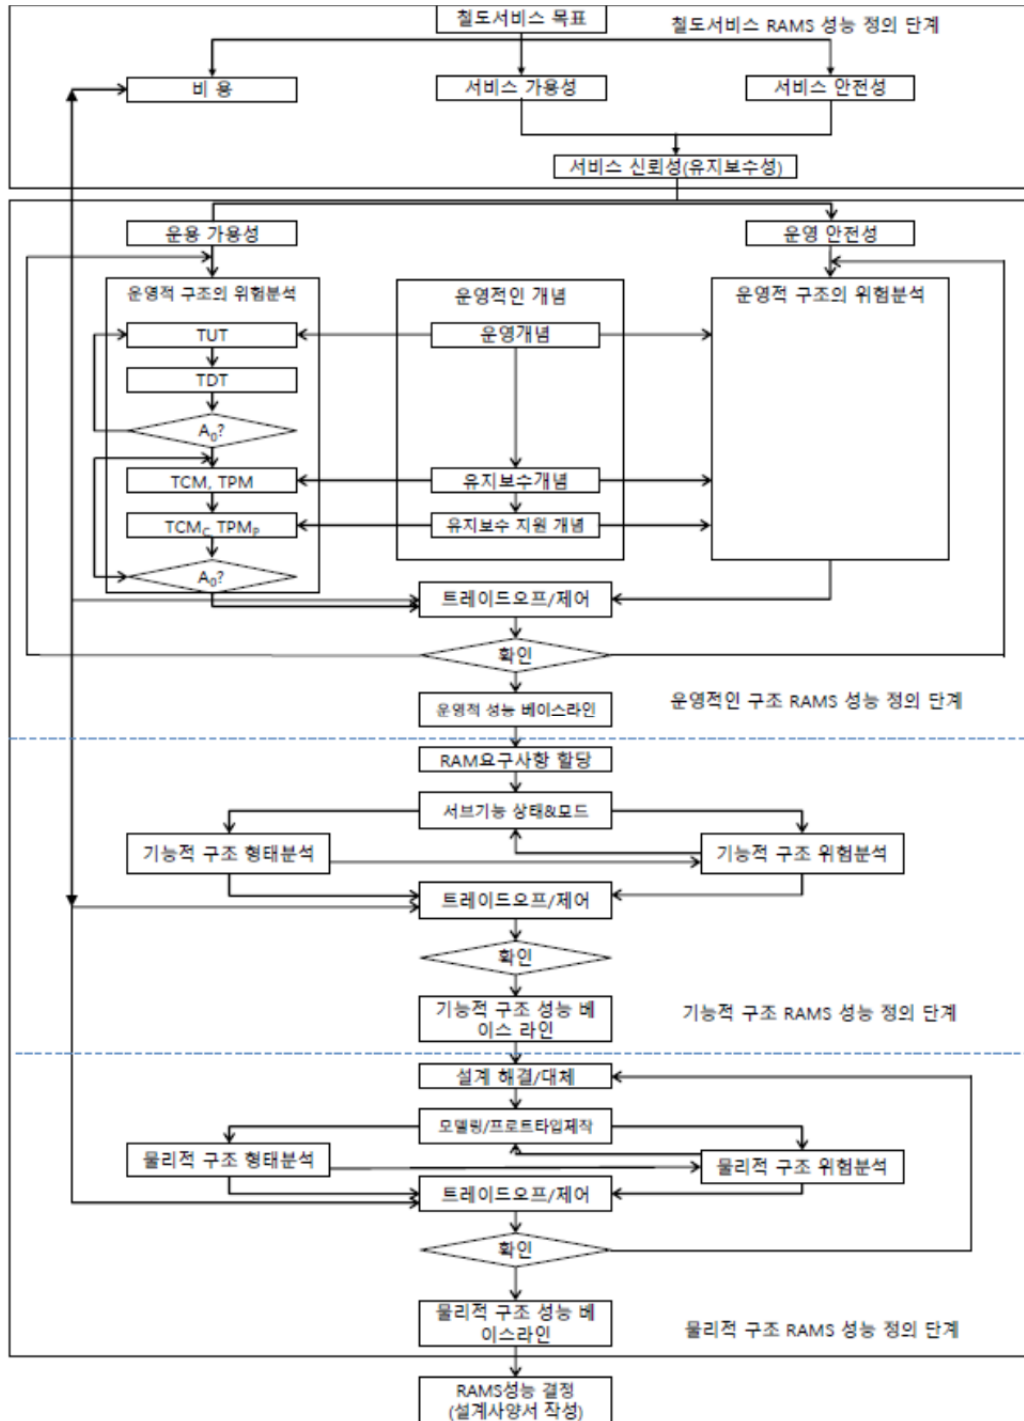 철도서비스 목표
철도서비스 RAMS 성능 정의 단계
비 용
서비스 가용성
서비스 안전성
서비스 신뢰성(유지보수성)
운용 가용성
운영 안전성
운영적 구조의 위험분석
운영적인 개념
운영적 구조의 위험분석
TUT
운영개념
TDT
A₀?
TCM, TPM
유지보수개념
TCM_C, TPM_P
유지보수 지원 개념
A₀?
트레이드오프/제어
확인
운영적 성능 베이스라인
운영적인 구조 RAMS 성능 정의 단계
RAM요구사항 할당
서브기능 상태&모드
기능적 구조 형태분석
기능적 구조 위험분석
트레이드오프/제어
확인
기능적 구조 성능 베
이스 라인
기능적 구조 RAMS 성능 정의 단계
설계 해결/대체
모델링/프로트타입제작
물리적 구조 형태분석
물리적 구조 위험분석
트레이드오프/제어
확인
물리적 구조 성능 베
이스라인
물리적 구조 RAMS 성능 정의 단계
RAMS성능 결정
(설계사양서 작성)